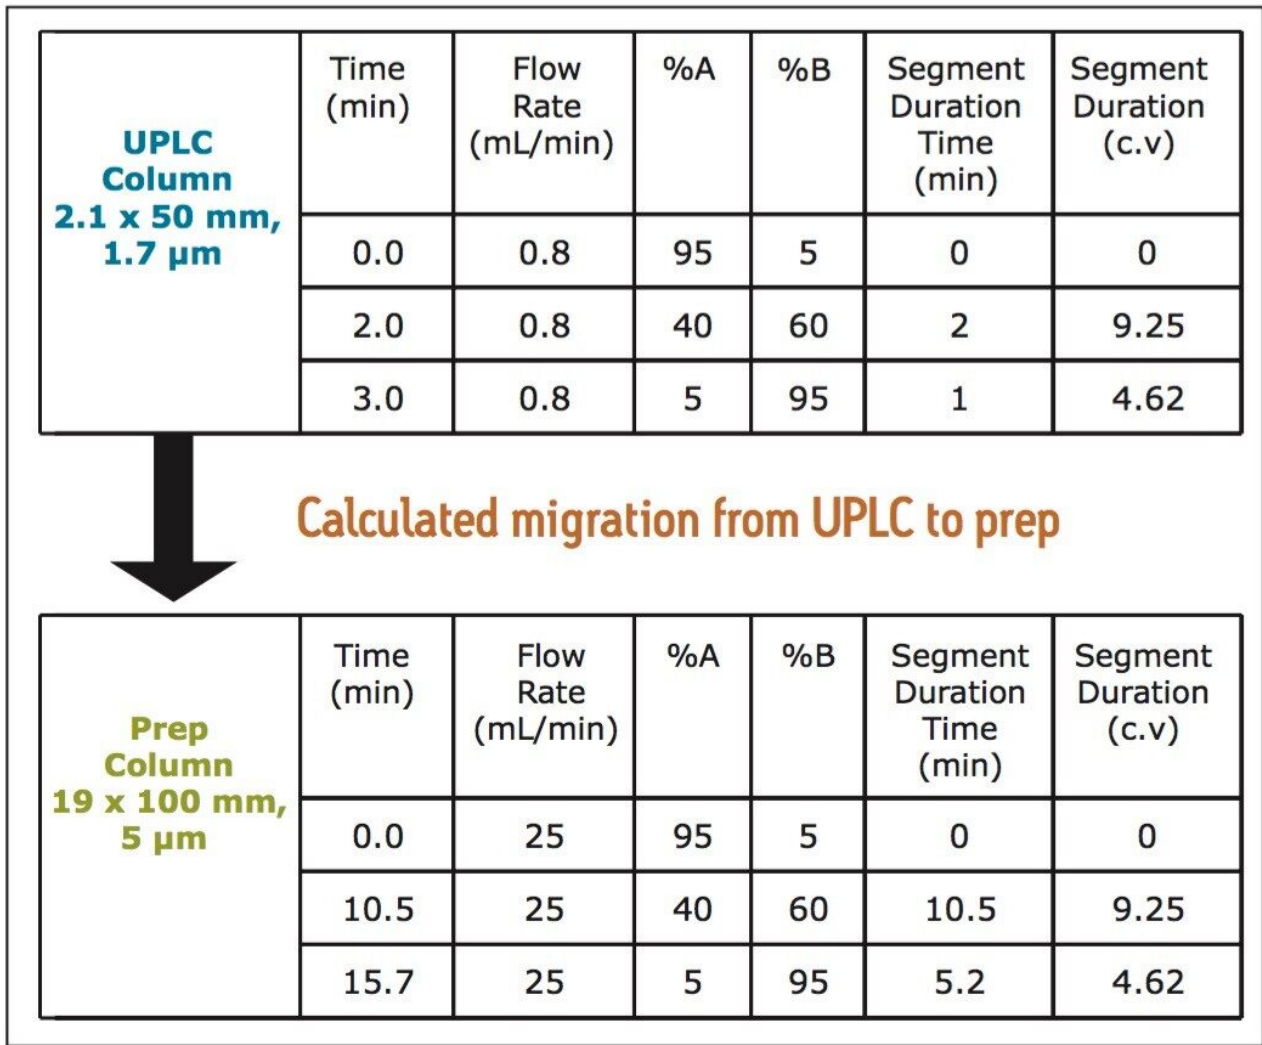 UPLC
Column
2.1 x 50 mm,
1.7 µm
Time
(min)
Flow
Rate
(mL/min)
%A
%B
Segment
Duration
Time
(min)
Segment
Duration
(c.v)
0.0 0.8 95 5 0 0
2.0 0.8 40 60 2 9.25
3.0 0.8 5 95 1 4.62
Calculated migration from UPLC to prep
Prep
Column
19 x 100 mm,
5 µm
Time
(min)
Flow
Rate
(mL/min)
%A
%B
Segment
Duration
Time
(min)
Segment
Duration
(c.v)
0.0 25 95 5 0 0
10.5 25 40 60 10.5 9.25
15.7 25 5 95 5.2 4.62